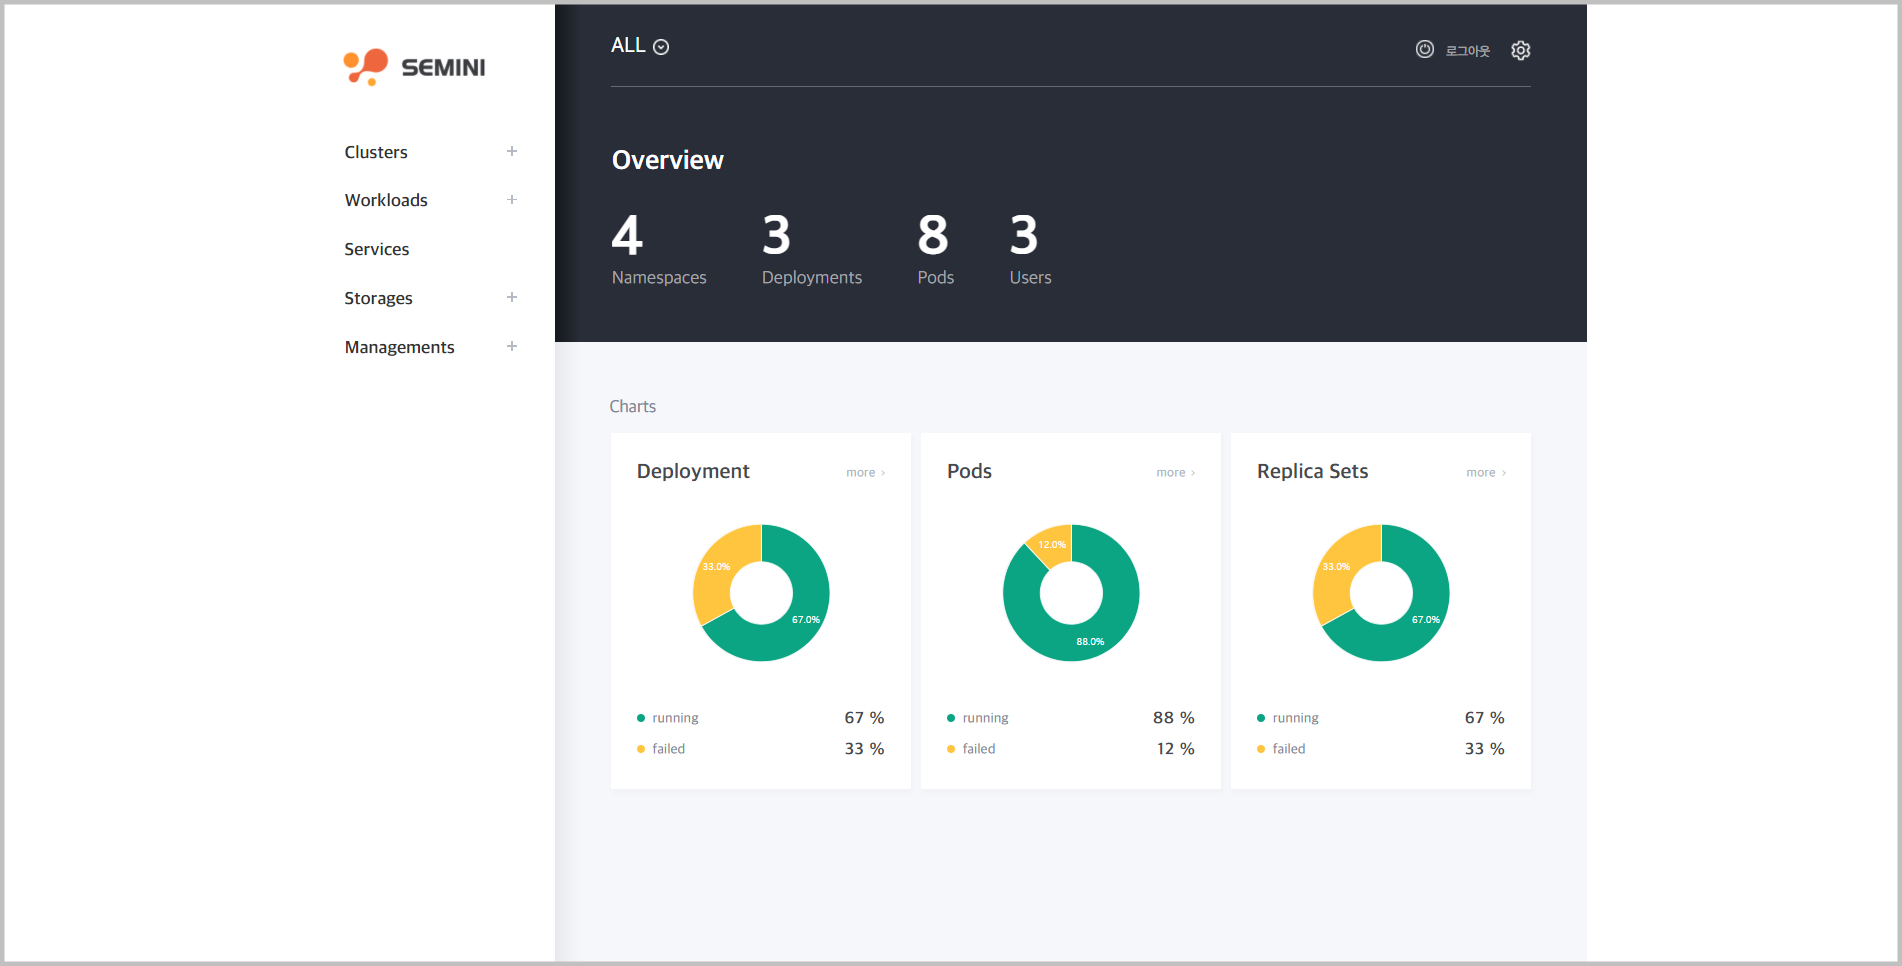 SEMINI
Clusters
Workloads
Services
Storages
Managements
ALL
로그아웃
Overview
4
Namespaces
3
Deployments
8
Pods
3
Users
Charts
Deployment
more ›
33.0%
67.0%
running 67 %
failed 33 %
Pods
more ›
12.0%
88.0%
running 88 %
failed 12 %
Replica Sets
more ›
33.0%
67.0%
running 67 %
failed 33 %